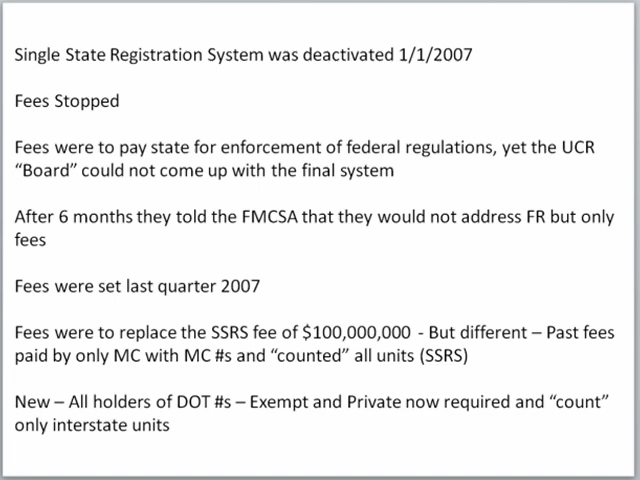 Single State Registration System was deactivated 1/1/2007
Fees Stopped
Fees were to pay state for enforcement of federal regulations, yet the UCR
“Board” could not come up with the final system
After 6 months they told the FMCSA that they would not address FR but only
fees
Fees were set last quarter 2007
Fees were to replace the SSRS fee of $100,000,000 - But different – Past fees
paid by only MC with MC #s and “counted” all units (SSRS)
New – All holders of DOT #s – Exempt and Private now required and “count”
only interstate units